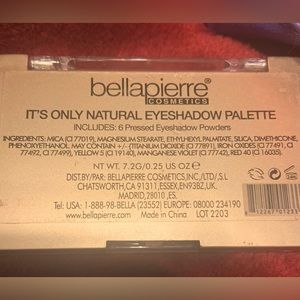 bellapierre
COSMETICS
IT'S ONLY NATURAL EYESHADOW PALETTE
INCLUDES: 6 Pressed Eyeshadow Powders
INGREDIENTS: MICA (CI 77019), MAGNESIUM STEARATE, ETHYLHEXYL PALMITATE, SILICA, DIMETHICONE,
PHENOXYETHANOL. MAY CONTAIN +/- (TITANIUM DIOXIDE (CI 77891), IRON OXIDES (CI 77491, CI
77492, CI 77499), YELLOW 5 (CI 19140), MANGANESE VIOLET (CI 77742), RED 40 (CI 16035).
NT WT. 7.2G/0.25 US OZ
DIST.BY/PAR: BELLAPIERRE COSMETICS,INC,/LTD/,S.L
CHATSWORTH,CA 91311,ESSEX,EN93BZ,UK.
MADRID,28010 ,ES.
TEL: USA: 1-888-98-BELLA (23552) EUROPE: 08000 234190
www.bellapierre.com Made in China LOT 2203